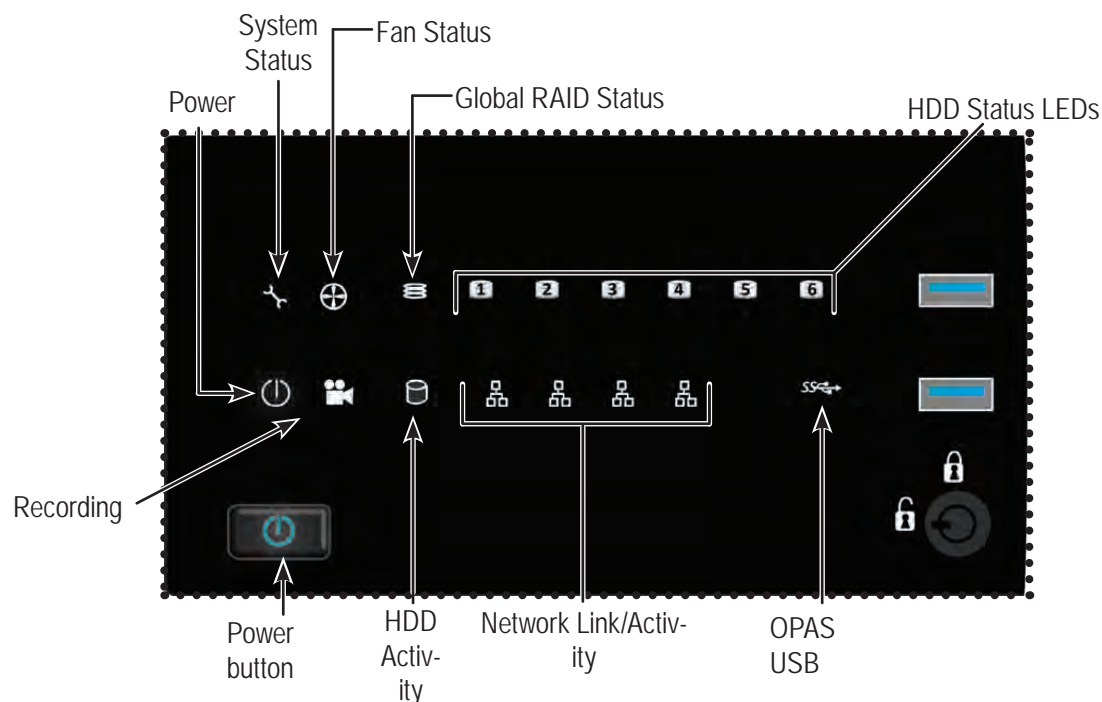 System
Status
Fan Status
Power
Global RAID Status
HDD Status LEDs
1 2 3 4 5 6
SS
Recording
Power
button
HDD
Activ-
ity
Network Link/Activ-
ity
OPAS
USB